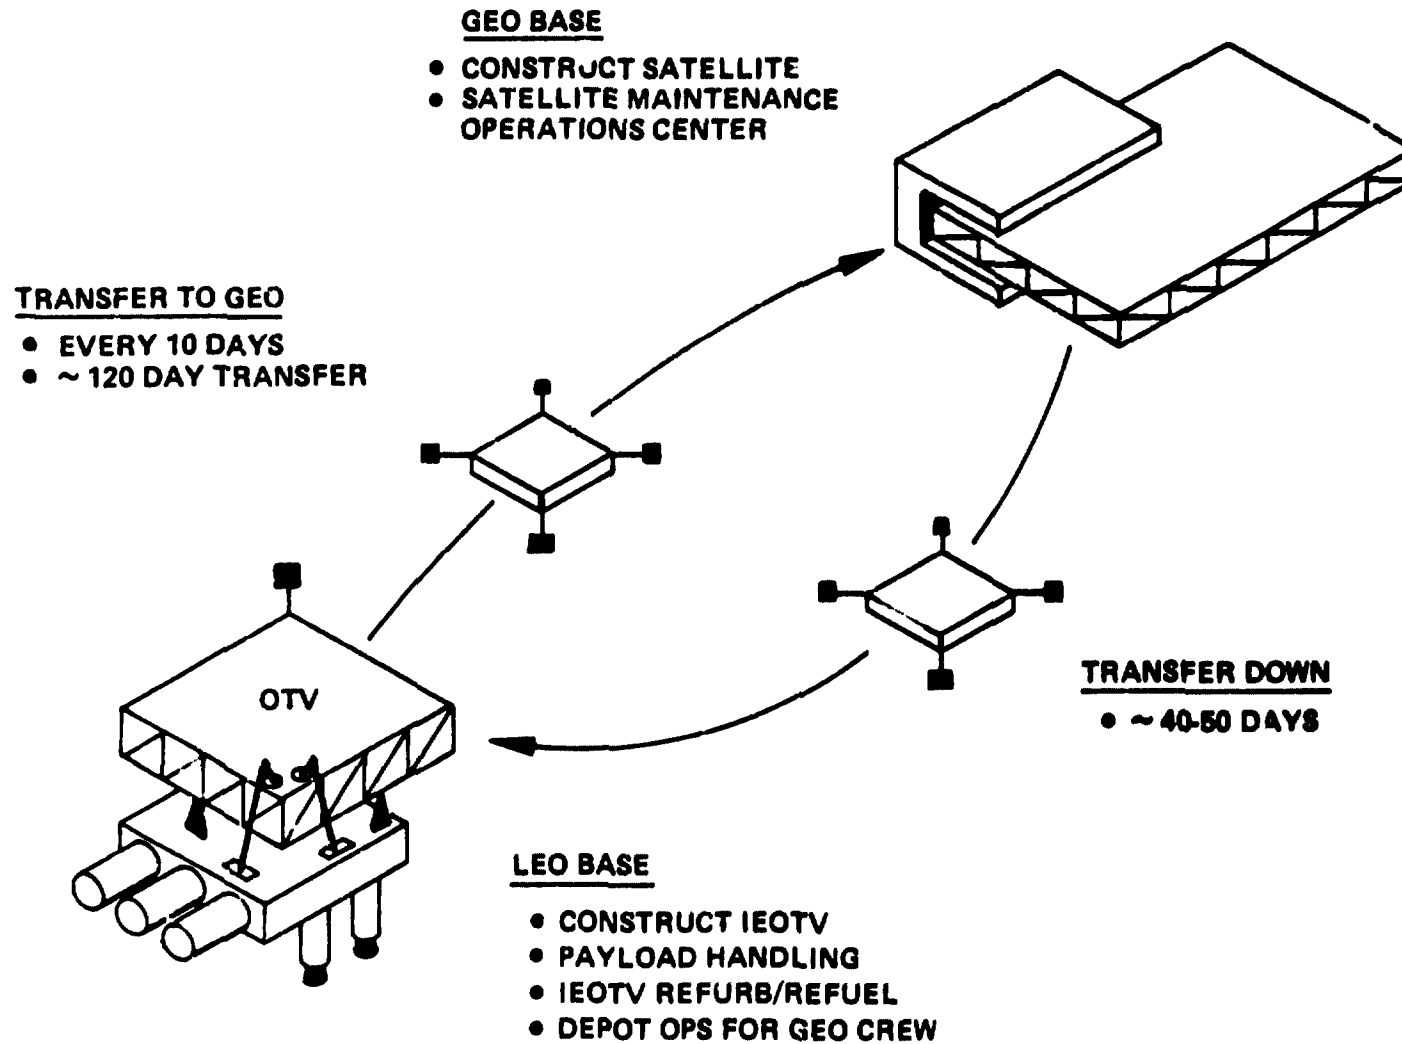 GEO BASE
• CONSTRUCT SATELLITE
• SATELLITE MAINTENANCE
OPERATIONS CENTER
TRANSFER TO GEO
• EVERY 10 DAYS
• ~ 120 DAY TRANSFER
OTV
TRANSFER DOWN
• ~ 40-50 DAYS
LEO BASE
• CONSTRUCT IEOTV
• PAYLOAD HANDLING
• IEOTV REFURB/REFUEL
• DEPOT OPS FOR GEO CREW